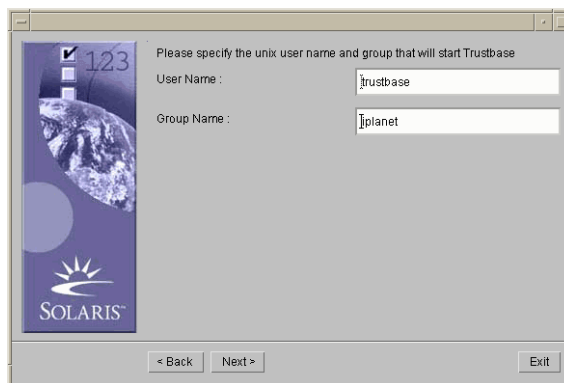 123
Please specify the unix user name and group that will start Trustbase
User Name :
trustbase
Group Name :
iplanet
SOLARIS™
< Back
Next >
Exit